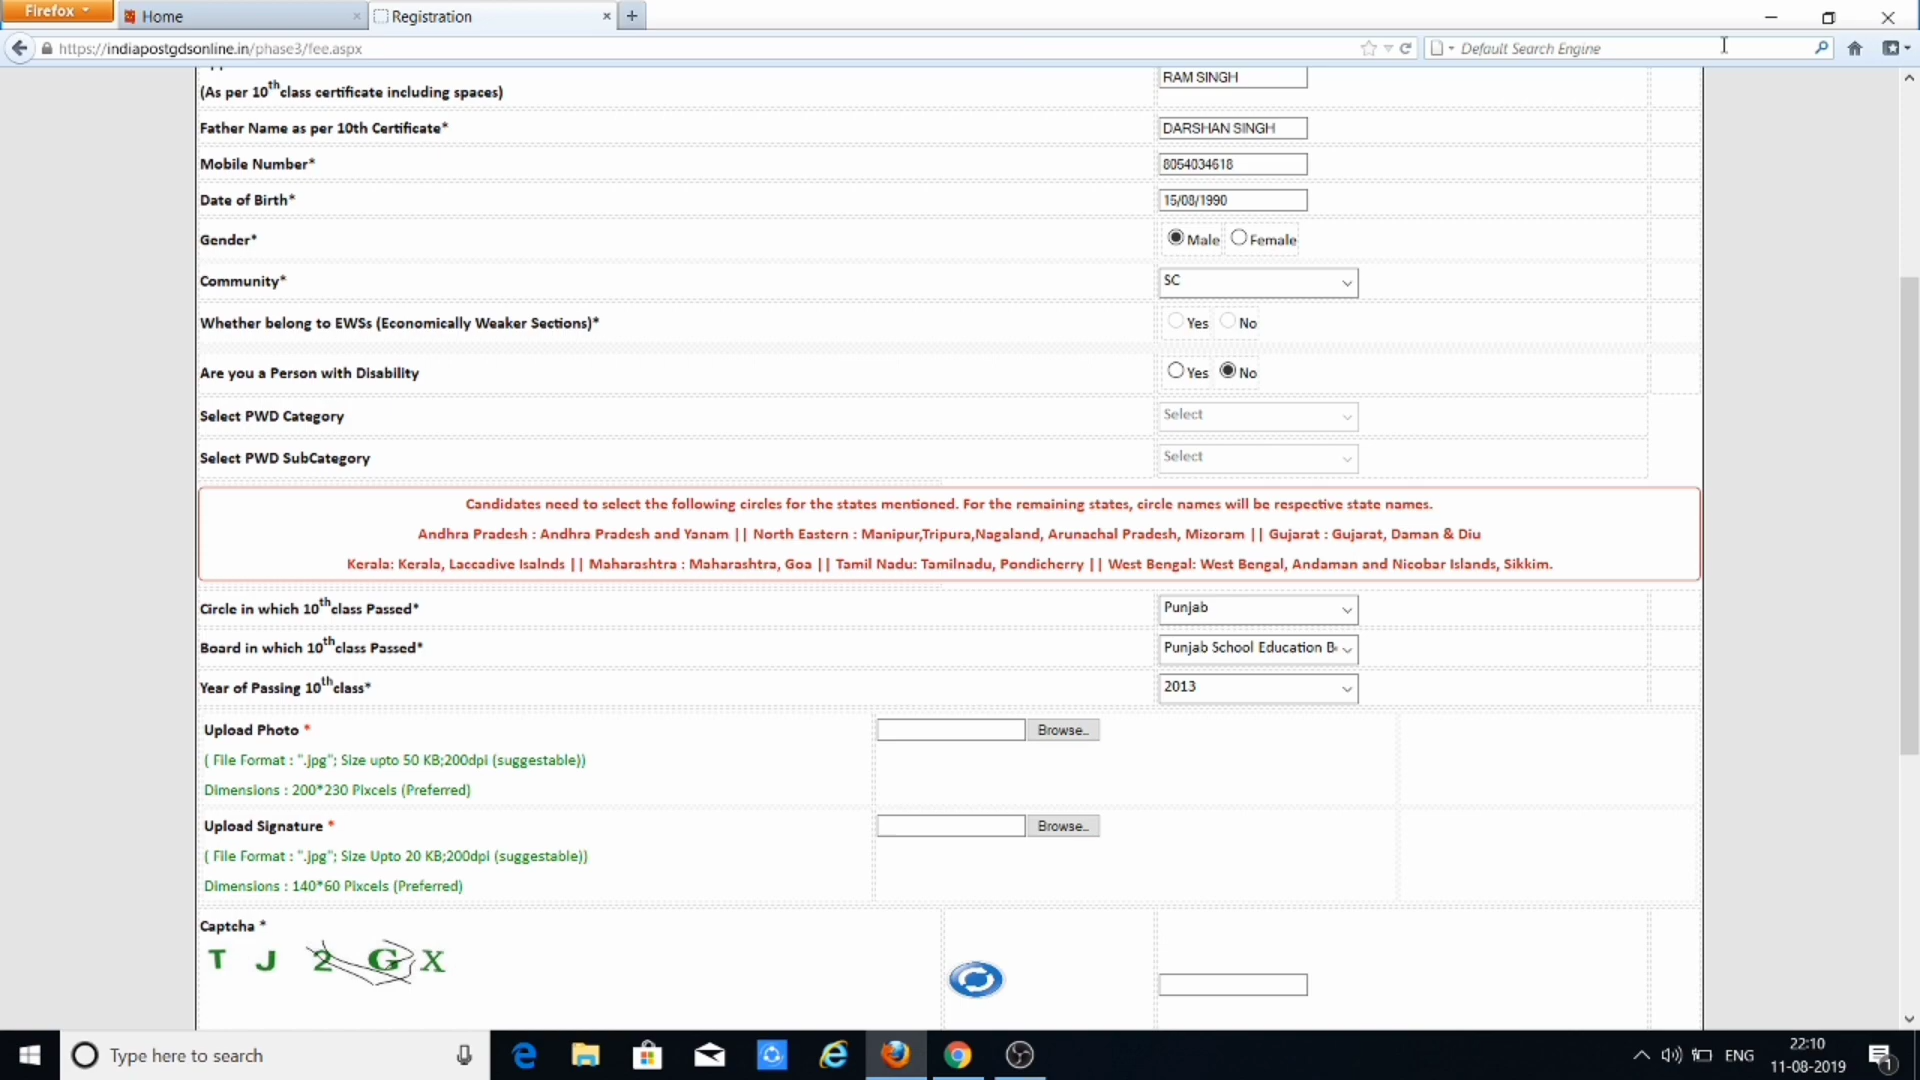 Firefox
Home
Registration
https://indiapostgdsonline.in/phase3/fee.aspx
Default Search Engine
RAM SINGH
(As per 10th class certificate including spaces)
Father Name as per 10th Certificate*
DARSHAN SINGH
Mobile Number*
8054034618
Date of Birth*
15/08/1990
Gender*
Male Female
Community*
SC
Whether belong to EWSs (Economically Weaker Sections)*
Yes No
Are you a Person with Disability
Yes No
Select PWD Category
Select
Select PWD SubCategory
Select
Candidates need to select the following circles for the states mentioned. For the remaining states, circle names will be respective state names.
Andhra Pradesh : Andhra Pradesh and Yanam || North Eastern : Manipur,Tripura,Nagaland, Arunachal Pradesh, Mizoram || Gujarat : Gujarat, Daman & Diu
Kerala: Kerala, Laccadive Isalnds || Maharashtra : Maharashtra, Goa || Tamil Nadu: Tamilnadu, Pondicherry || West Bengal: West Bengal, Andaman and Nicobar Islands, Sikkim.
Circle in which 10th class Passed*
Punjab
Board in which 10th class Passed*
Punjab School Education B
Year of Passing 10th class*
2013
Upload Photo *
Browse..
( File Format : ".jpg"; Size upto 50 KB;200dpi (suggestable))
Dimensions : 200*230 Pixcels (Preferred)
Upload Signature *
Browse..
( File Format : ".jpg"; Size Upto 20 KB;200dpi (suggestable))
Dimensions : 140*60 Pixcels (Preferred)
Captcha *
T J 2 G X
Type here to search
ENG
22:10
11-08-2019
1